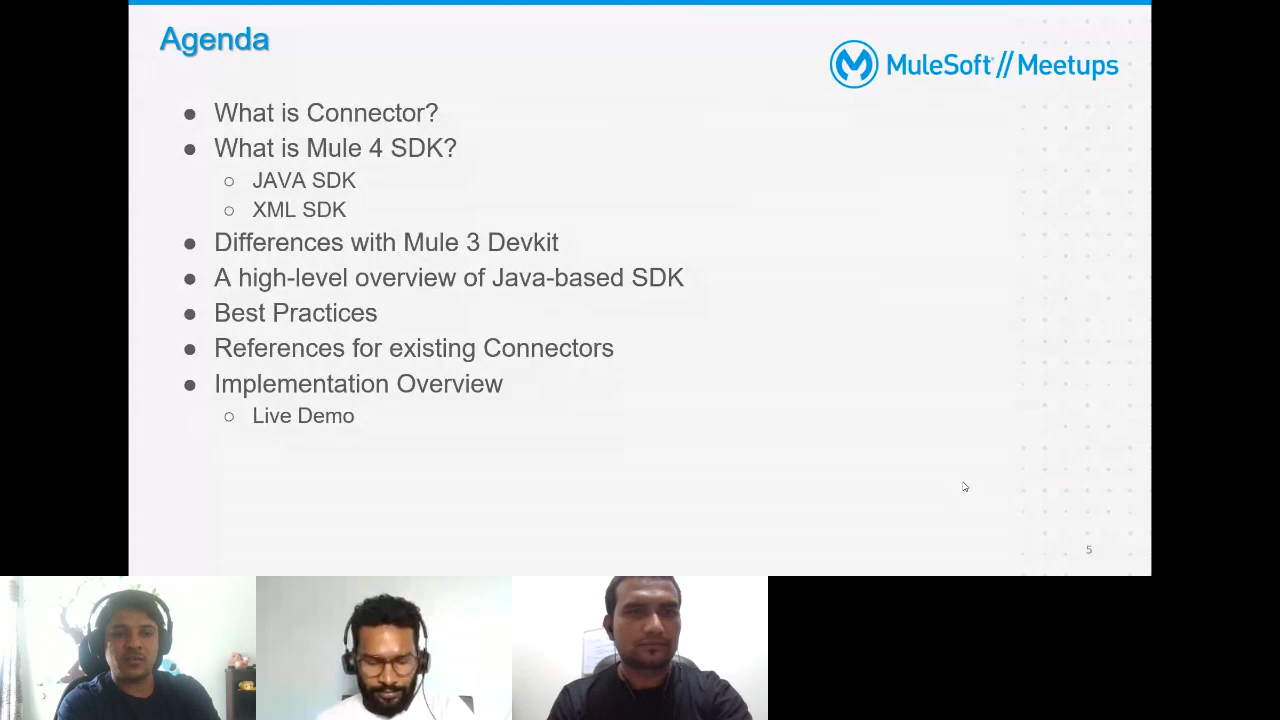 Agenda
MuleSoft // Meetups
● What is Connector?
● What is Mule 4 SDK?
○ JAVA SDK
○ XML SDK
● Differences with Mule 3 Devkit
● A high-level overview of Java-based SDK
● Best Practices
● References for existing Connectors
● Implementation Overview
○ Live Demo
5